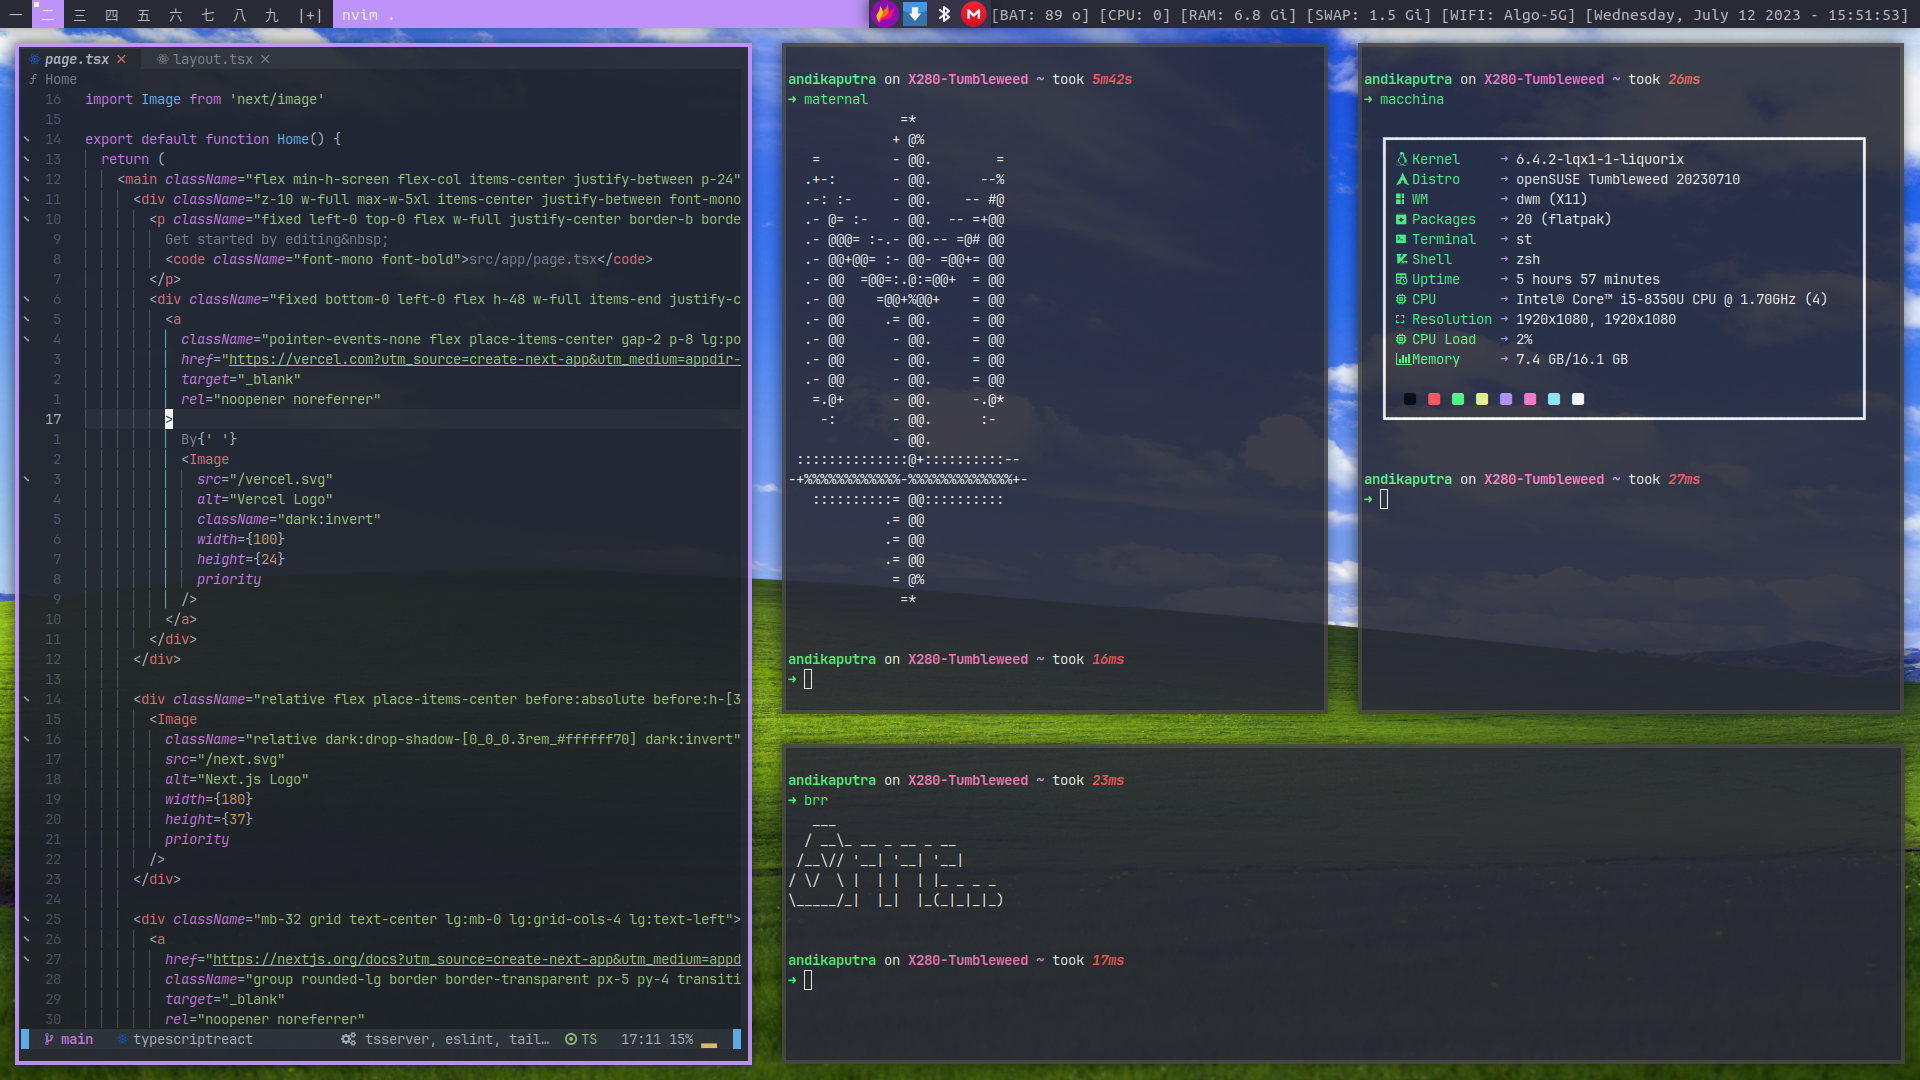 一 二 三 四 五 六 七 八 九 |+| nvim . [BAT: 89 o] [CPU: 0] [RAM: 6.8 Gi] [SWAP: 1.5 Gi] [WIFI: Algo-5G] [Wednesday, July 12 2023 - 15:51:53]
page.tsx × layout.tsx ×
ƒ Home
16 import Image from 'next/image'
15
14 export default function Home() {
13 return (
12 <main className="flex min-h-screen flex-col items-center justify-between p-24"
11 <div className="z-10 w-full max-w-5xl items-center justify-between font-mono
10 <p className="fixed left-0 top-0 flex w-full justify-center border-b borde
9 Get started by editing&nbsp;
8 <code className="font-mono font-bold">src/app/page.tsx</code>
7 </p>
6 <div className="fixed bottom-0 left-0 flex h-48 w-full items-end justify-c
5 <a
4 className="pointer-events-none flex place-items-center gap-2 p-8 lg:po
3 href="https://vercel.com?utm_source=create-next-app&utm_medium=appdir-
2 target="_blank"
1 rel="noopener noreferrer"
17 >
1 By{' '}
2 <Image
3 src="/vercel.svg"
4 alt="Vercel Logo"
5 className="dark:invert"
6 width={100}
7 height={24}
8 priority
9 />
10 </a>
11 </div>
12 </div>
13
14 <div className="relative flex place-items-center before:absolute before:h-[3
15 <Image
16 className="relative dark:drop-shadow-[0_0_0.3rem_#ffffff70] dark:invert"
17 src="/next.svg"
18 alt="Next.js Logo"
19 width={180}
20 height={37}
21 priority
22 />
23 </div>
24
25 <div className="mb-32 grid text-center lg:mb-0 lg:grid-cols-4 lg:text-left">
26 <a
27 href="https://nextjs.org/docs?utm_source=create-next-app&utm_medium=appd
28 className="group rounded-lg border border-transparent px-5 py-4 transiti
29 target="_blank"
30 rel="noopener noreferrer"
main typescriptreact tsserver, eslint, tail… TS 17:11 15%
andikaputra on X280-Tumbleweed ~ took 5m42s
➜ maternal
              =*
             + @%
   =         - @@.        =
  .+-:       - @@.      --%
  .-: :-     - @@.    -- #@
  .- @= :-   - @@.  -- =+@@
  .- @@@= :-.- @@.-- =@# @@
  .- @@+@@= :- @@- =@@+= @@
  .- @@  =@@=:.@:=@@+  = @@
  .- @@    =@@+%@@+    = @@
  .- @@     .= @@.     = @@
  .- @@      - @@.     = @@
  .- @@      - @@.     = @@
  .- @@      - @@.     = @@
   =.@+      - @@.     -.@*
    -:       - @@.      :-
             - @@.
 ::::::::::::::@+::::::::::--
-+%%%%%%%%%%%%-%%%%%%%%%%%%%+-
   ::::::::::= @@::::::::::
            .= @@
            .= @@
            .= @@
             = @%
              =*
andikaputra on X280-Tumbleweed ~ took 16ms
➜
andikaputra on X280-Tumbleweed ~ took 26ms
➜ macchina
Kernel → 6.4.2-lqx1-1-liquorix
Distro → openSUSE Tumbleweed 20230710
WM → dwm (X11)
Packages → 20 (flatpak)
Terminal → st
Shell → zsh
Uptime → 5 hours 57 minutes
CPU → Intel® Core™ i5-8350U CPU @ 1.70GHz (4)
Resolution → 1920x1080, 1920x1080
CPU Load → 2%
Memory → 7.4 GB/16.1 GB
andikaputra on X280-Tumbleweed ~ took 27ms
➜
andikaputra on X280-Tumbleweed ~ took 23ms
➜ brr
   ___
  / __\_ __ _ __ _ __
 /__\// '__| '__| '__|
/ \/  \ |  | |  | |_ _ _ _
\_____/_|  |_|  |_(_|_|_|_)
andikaputra on X280-Tumbleweed ~ took 17ms
➜